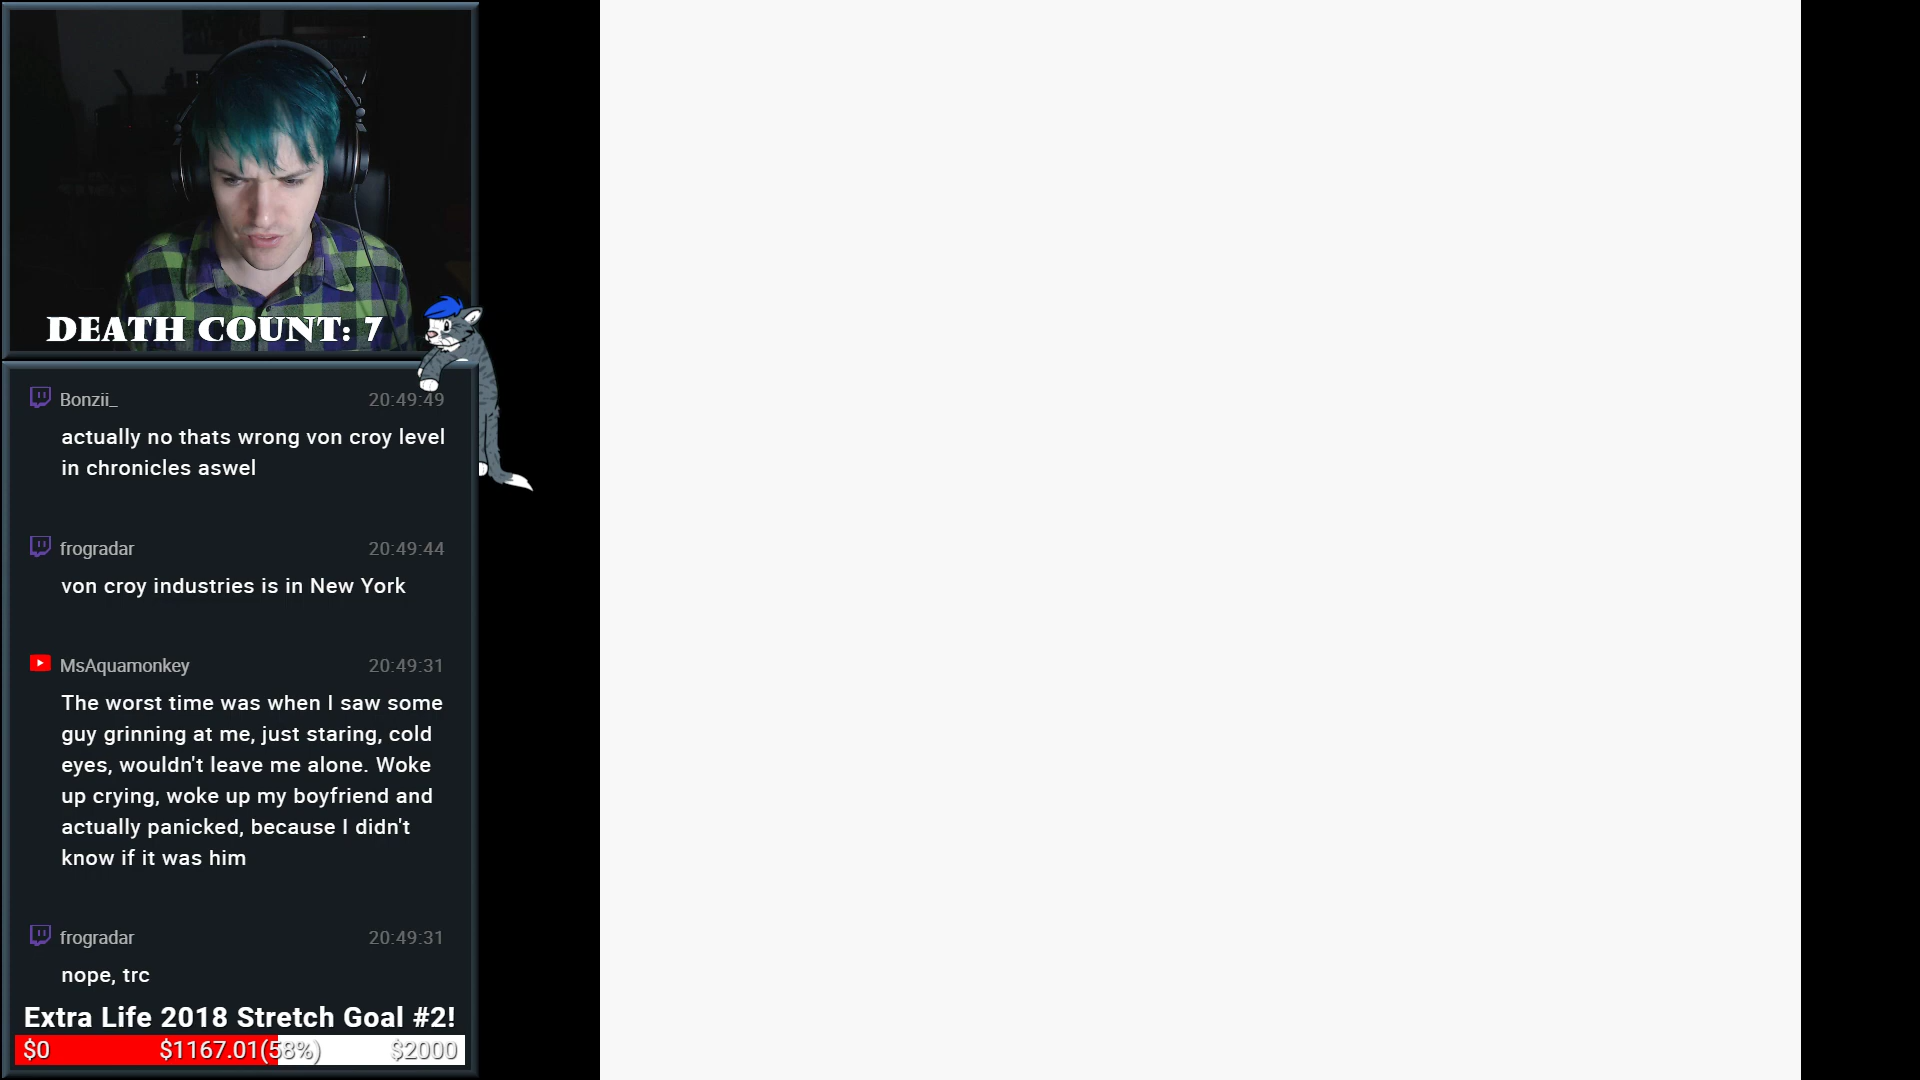 DEATH COUNT: 7
Bonzii_ 20:49:49
actually no thats wrong von croy level
in chronicles aswel
frogradar 20:49:44
von croy industries is in New York
MsAquamonkey 20:49:31
The worst time was when I saw some
guy grinning at me, just staring, cold
eyes, wouldn't leave me alone. Woke
up crying, woke up my boyfriend and
actually panicked, because I didn't
know if it was him
frogradar 20:49:31
nope, trc
Extra Life 2018 Stretch Goal #2!
$0 $1167.01(58%) $2000